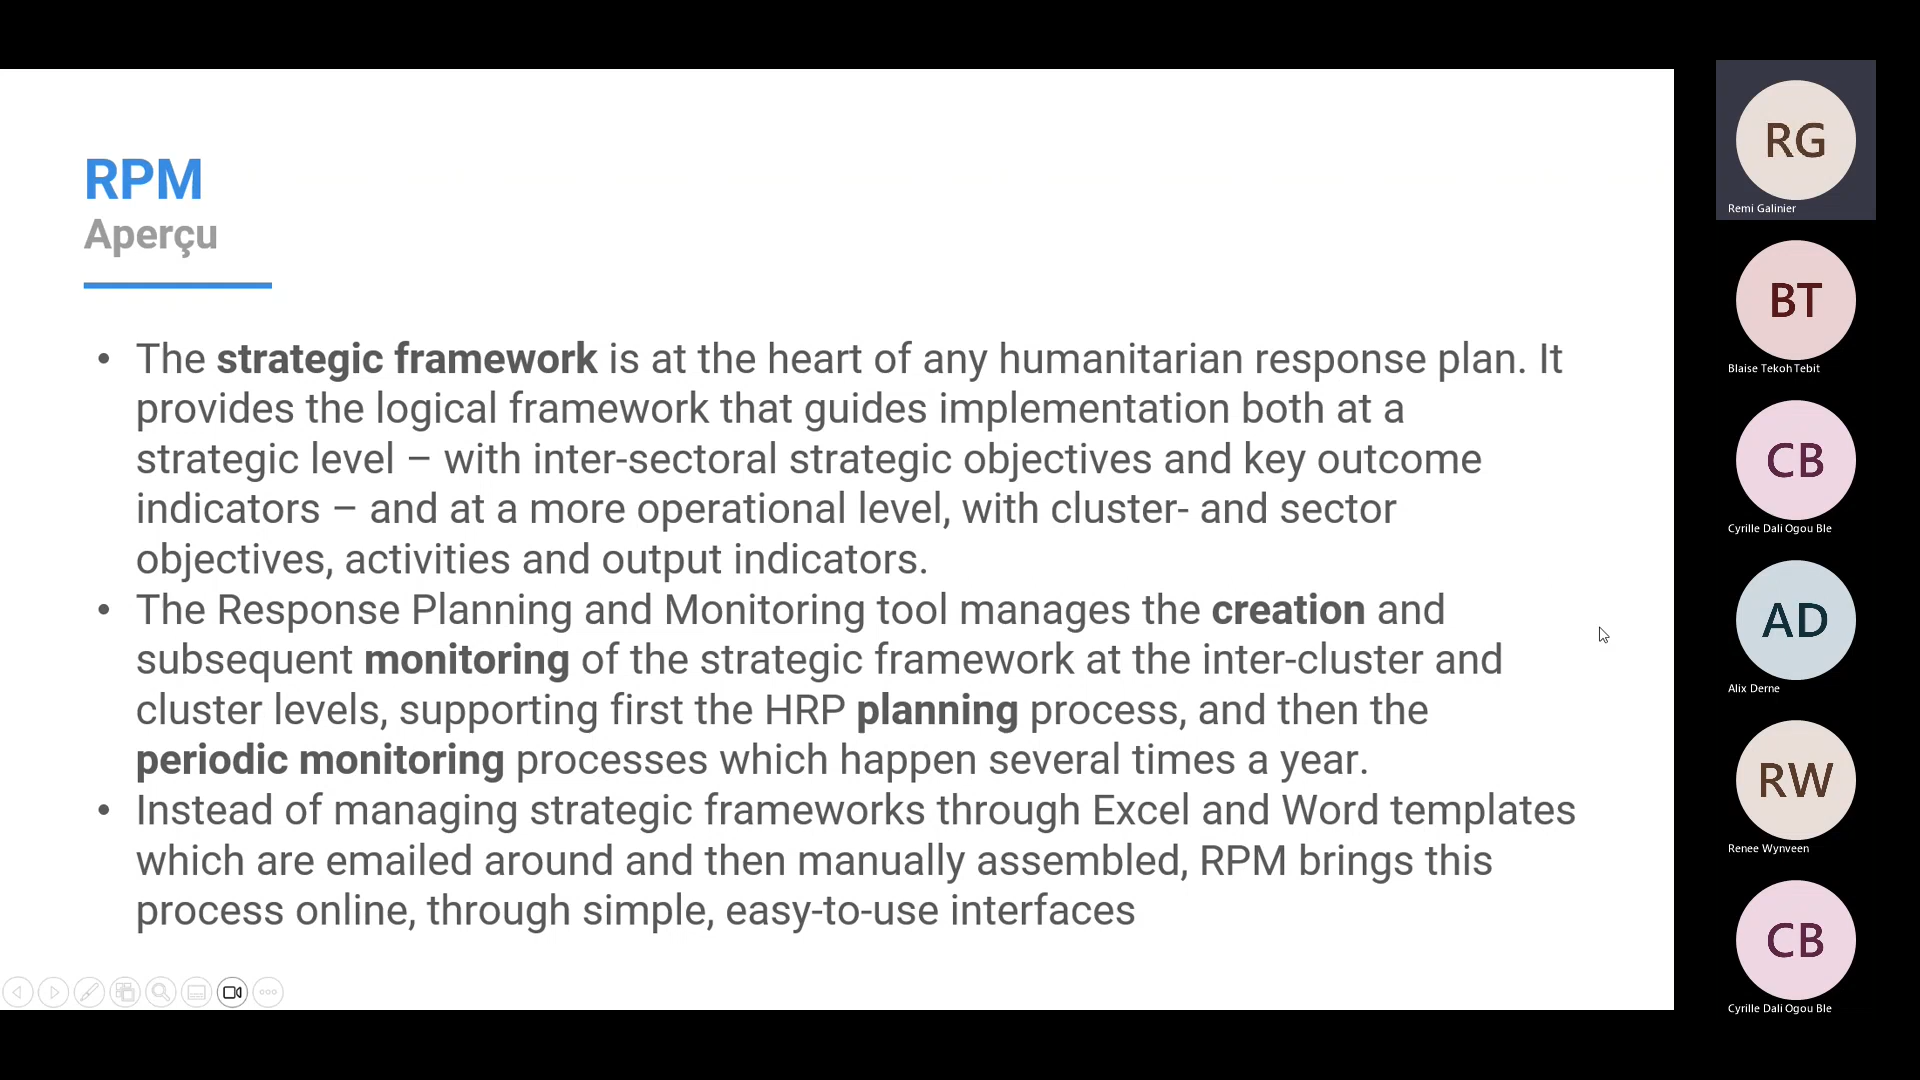 RPM
Aperçu
• The strategic framework is at the heart of any humanitarian response plan. It
provides the logical framework that guides implementation both at a
strategic level – with inter-sectoral strategic objectives and key outcome
indicators – and at a more operational level, with cluster- and sector
objectives, activities and output indicators.
• The Response Planning and Monitoring tool manages the creation and
subsequent monitoring of the strategic framework at the inter-cluster and
cluster levels, supporting first the HRP planning process, and then the
periodic monitoring processes which happen several times a year.
• Instead of managing strategic frameworks through Excel and Word templates
which are emailed around and then manually assembled, RPM brings this
process online, through simple, easy-to-use interfaces
RG
Remi Galinier
BT
Blaise Tekoh Tebit
CB
Cyrille Dali Ogou Ble
AD
Alix Derne
RW
Renee Wynveen
CB
Cyrille Dali Ogou Ble